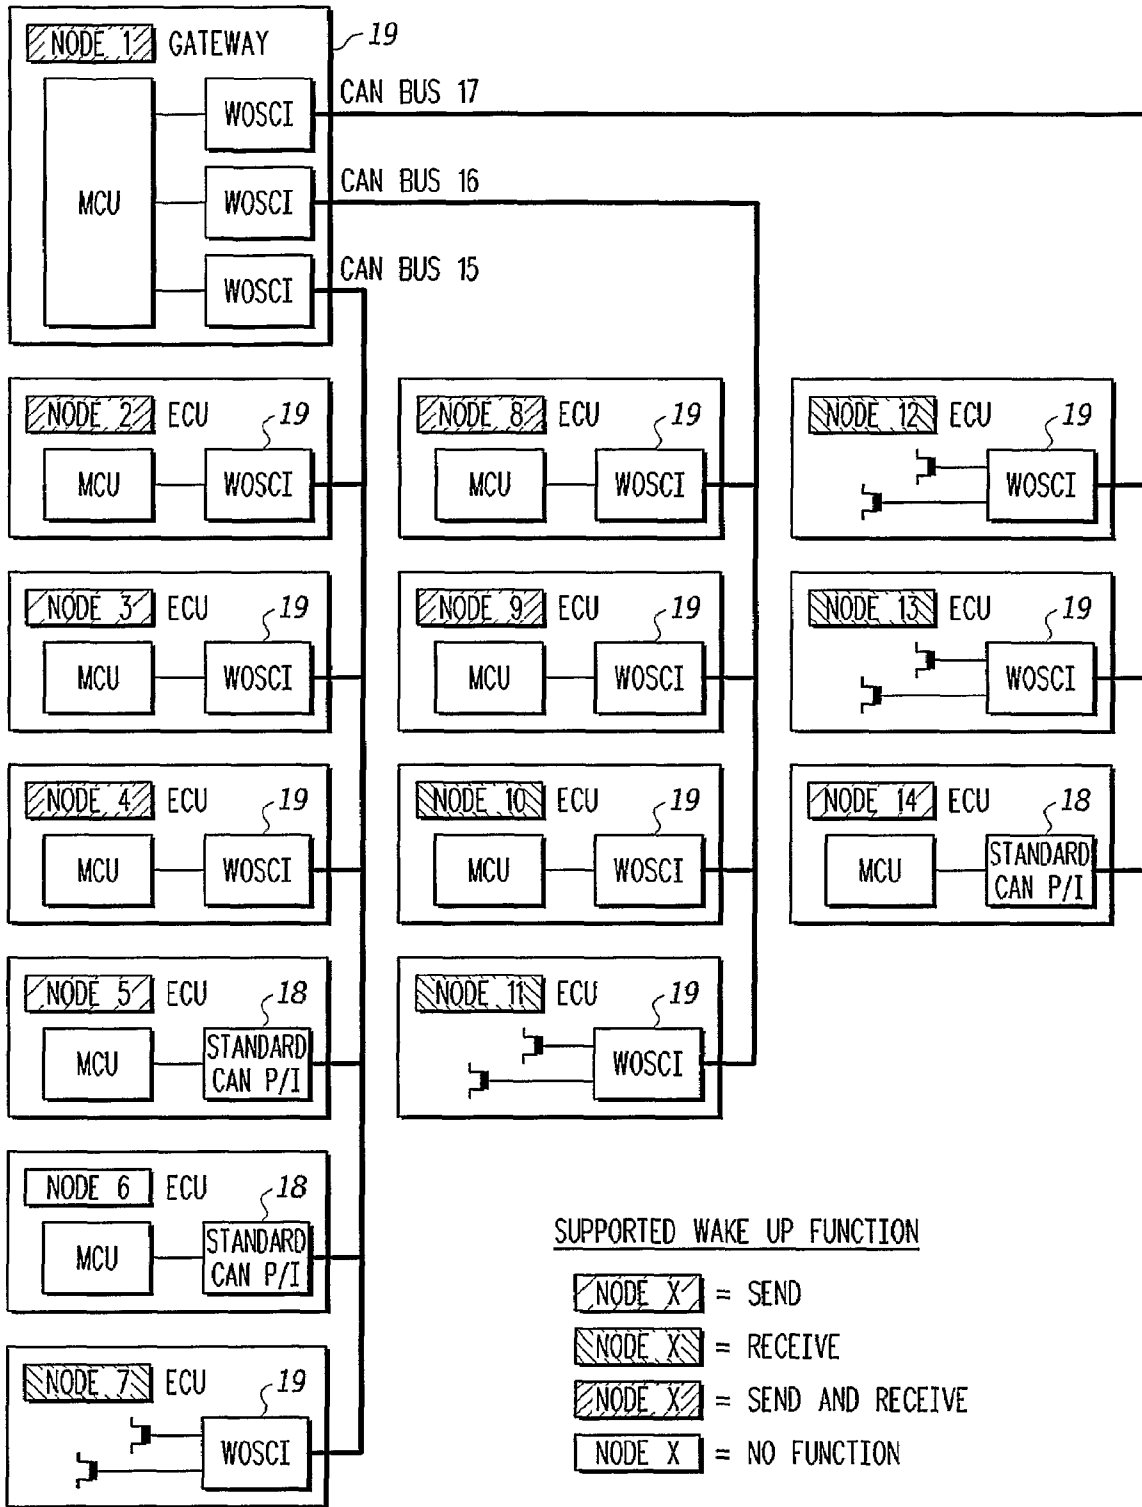 NODE 1 GATEWAY
19
MCU
WOSCI
CAN BUS 17
WOSCI
CAN BUS 16
WOSCI
CAN BUS 15
NODE 2 ECU
19
MCU
WOSCI
NODE 3 ECU
19
MCU
WOSCI
NODE 4 ECU
19
MCU
WOSCI
NODE 5 ECU
18
MCU
STANDARD
CAN P/I
NODE 6 ECU
18
MCU
STANDARD
CAN P/I
NODE 7 ECU
19
WOSCI
NODE 8 ECU
19
MCU
WOSCI
NODE 9 ECU
19
MCU
WOSCI
NODE 10 ECU
19
MCU
WOSCI
NODE 11 ECU
19
WOSCI
NODE 12 ECU
19
WOSCI
NODE 13 ECU
19
WOSCI
NODE 14 ECU
18
MCU
STANDARD
CAN P/I
SUPPORTED WAKE UP FUNCTION
NODE X = SEND
NODE X = RECEIVE
NODE X = SEND AND RECEIVE
NODE X = NO FUNCTION